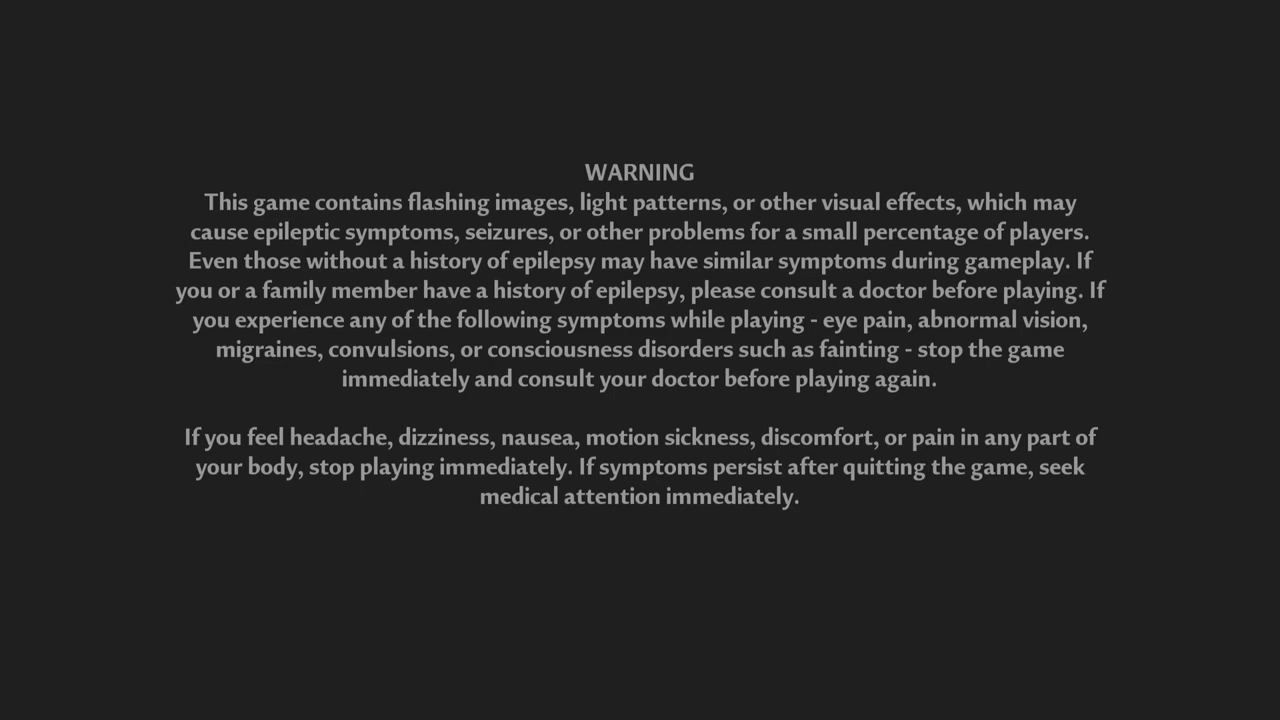 WARNING
This game contains flashing images, light patterns, or other visual effects, which may
cause epileptic symptoms, seizures, or other problems for a small percentage of players.
Even those without a history of epilepsy may have similar symptoms during gameplay. If
you or a family member have a history of epilepsy, please consult a doctor before playing. If
you experience any of the following symptoms while playing - eye pain, abnormal vision,
migraines, convulsions, or consciousness disorders such as fainting - stop the game
immediately and consult your doctor before playing again.
If you feel headache, dizziness, nausea, motion sickness, discomfort, or pain in any part of
your body, stop playing immediately. If symptoms persist after quitting the game, seek
medical attention immediately.